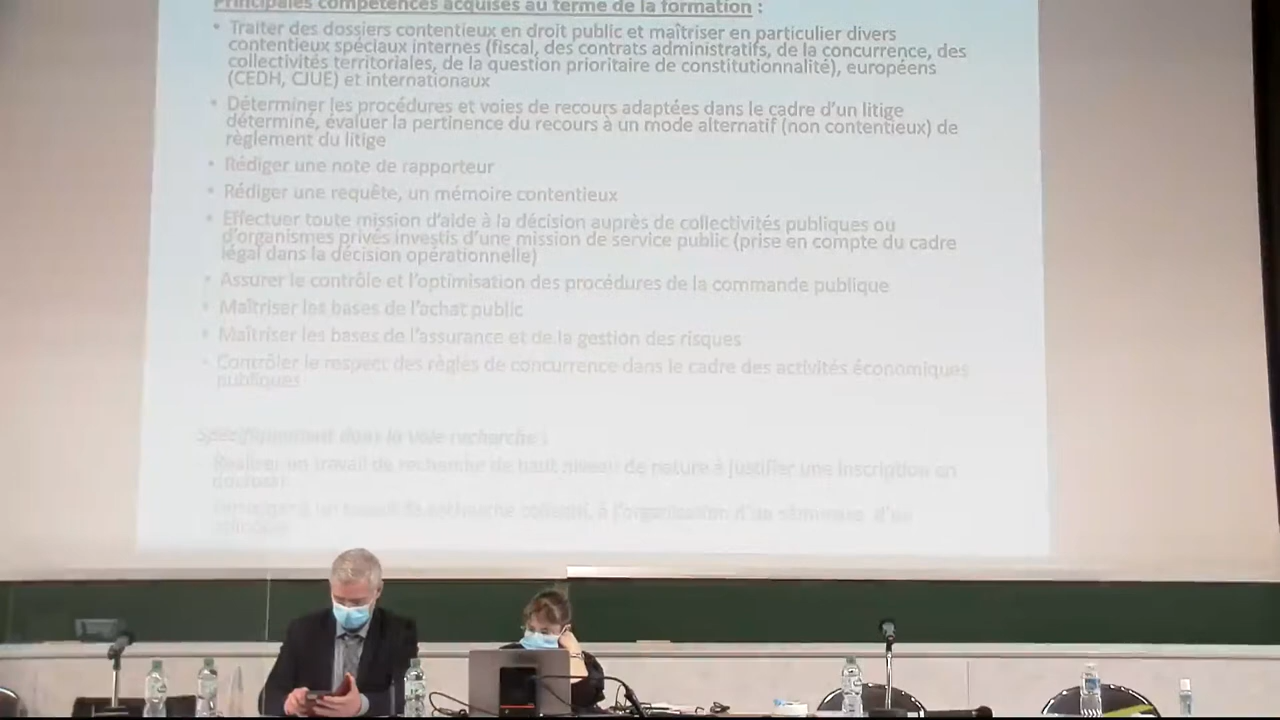 Principales compétences acquises au terme de la formation :
• Traiter des dossiers contentieux en droit public et maîtriser en particulier divers
contentieux spéciaux internes (fiscal, des contrats administratifs, de la concurrence, des
collectivités territoriales, de la question prioritaire de constitutionnalité), européens
(CEDH, CJUE) et internationaux
• Déterminer les procédures et voies de recours adaptées dans le cadre d'un litige
déterminé, évaluer la pertinence du recours à un mode alternatif (non contentieux) de
règlement du litige
• Rédiger une note de rapporteur
• Rédiger une requête, un mémoire contentieux
• Effectuer toute mission d'aide à la décision auprès de collectivités publiques ou
d'organismes privés investis d'une mission de service public (prise en compte du cadre
légal dans la décision opérationnelle)
• Assurer le contrôle et l'optimisation des procédures de la commande publique
• Maîtriser les bases de l'achat public
• Maîtriser les bases de l'assurance et de la gestion des risques
• Contrôler le respect des règles de concurrence dans le cadre des activités économiques
publiques
Spécifiquement dans la voie recherche :
Réaliser un travail de recherche de haut niveau de nature à justifier une inscription en
doctorat
à l'organisation d'un